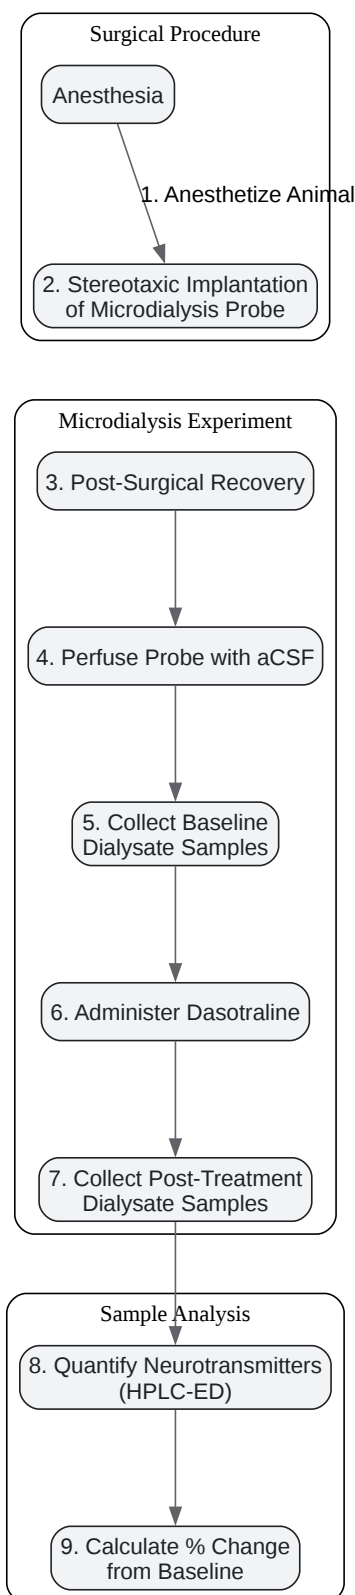 Surgical Procedure
Anesthesia
1. Anesthetize Animal
2. Stereotaxic Implantation
of Microdialysis Probe
Microdialysis Experiment
3. Post-Surgical Recovery
4. Perfuse Probe with aCSF
5. Collect Baseline
Dialysate Samples
6. Administer Dasotraline
7. Collect Post-Treatment
Dialysate Samples
Sample Analysis
8. Quantify Neurotransmitters
(HPLC-ED)
9. Calculate % Change
from Baseline